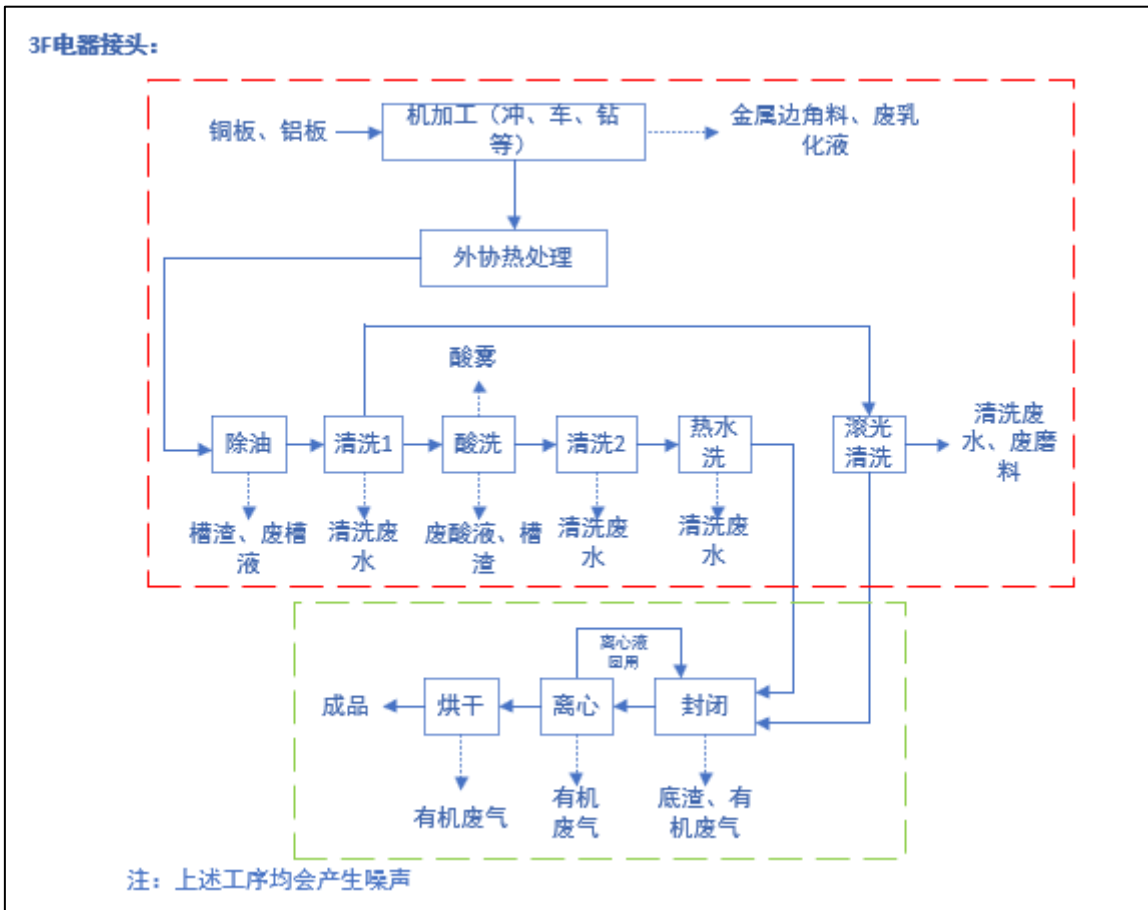 3F电器接头：
铜板、铝板
机加工（冲、车、钻
等）
金属边角料、废乳
化液
外协热处理
酸雾
除油
清洗1
酸洗
清洗2
热水
洗
滚光
清洗
清洗废
水、废磨
料
槽渣、废槽
液
清洗废
水
废酸液、槽
渣
清洗废
水
清洗废
水
离心液
回用
成品
烘干
离心
封闭
有机废气
有机
废气
底渣、有
机废气
注：上述工序均会产生噪声